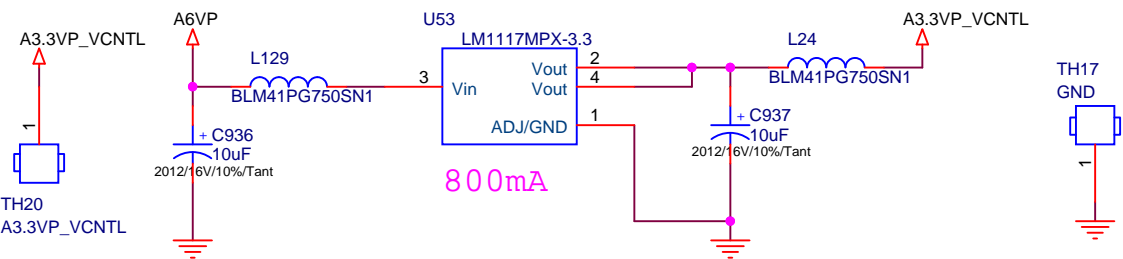 A3.3VP_VCNTL
1
TH20
A3.3VP_VCNTL
A6VP
L129
BLM41PG750SN1
+ C936
10uF
2012/16V/10%/Tant
U53
LM1117MPX-3.3
3
Vin
Vout
2
Vout
4
ADJ/GND
1
800mA
L24
BLM41PG750SN1
A3.3VP_VCNTL
+ C937
10uF
2012/16V/10%/Tant
TH17
GND
1